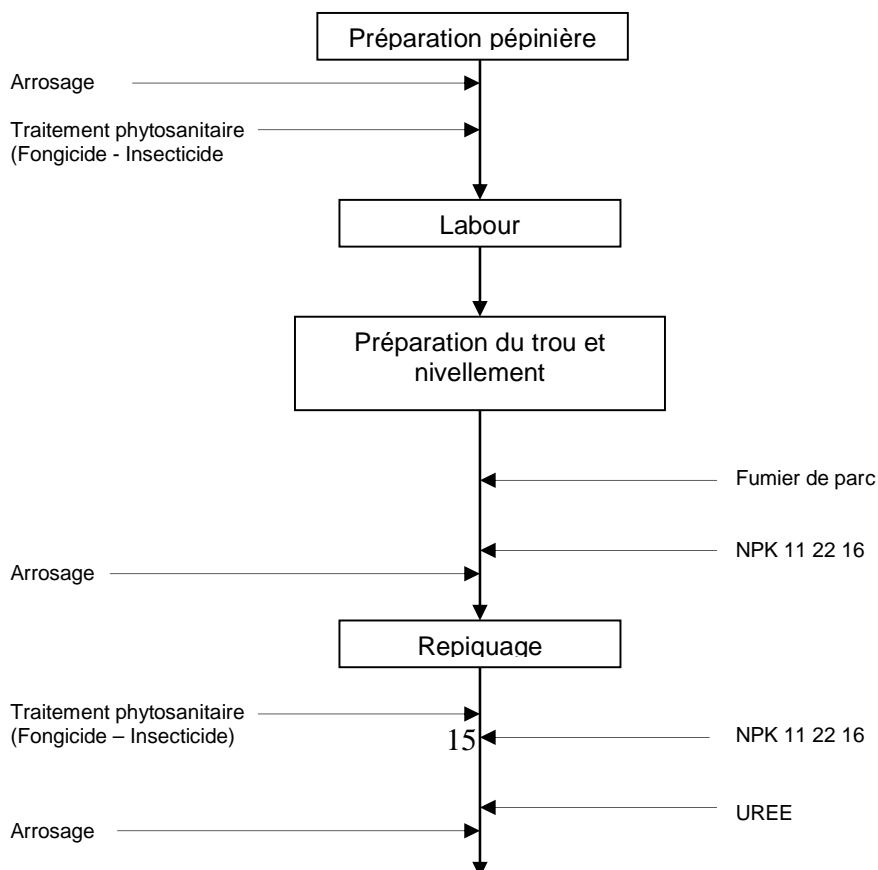 Préparation pépinière
Arrosage
Traitement phytosanitaire
(Fongicide - Insecticide
Labour
Préparation du trou et
nivellement
Fumier de parc
NPK 11 22 16
Arrosage
Repiquage
Traitement phytosanitaire
(Fongicide – Insecticide)
15
NPK 11 22 16
UREE
Arrosage